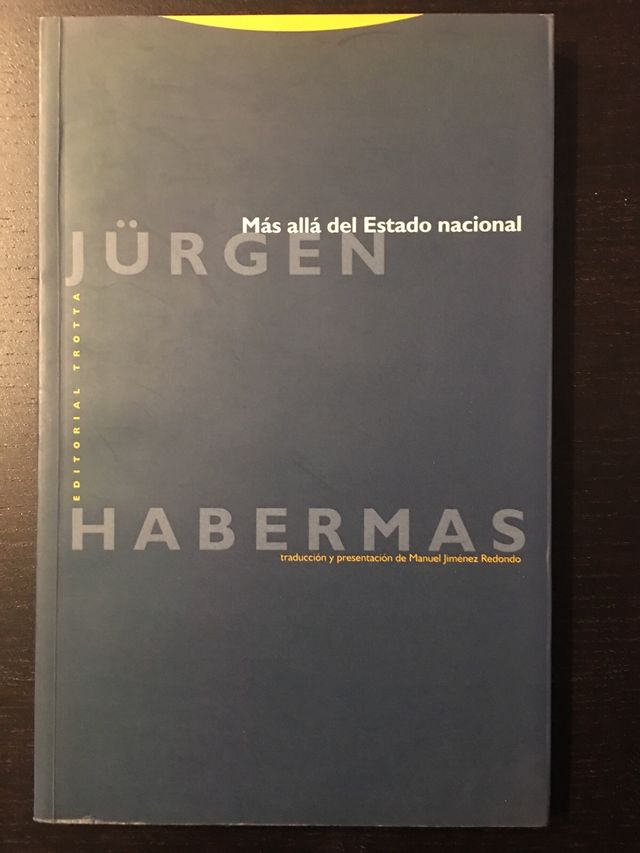 Más allá del Estado nacional
JÜRGEN
EDITORIAL TROTTA
HABERMAS
traducción y presentación de Manuel Jiménez Redondo